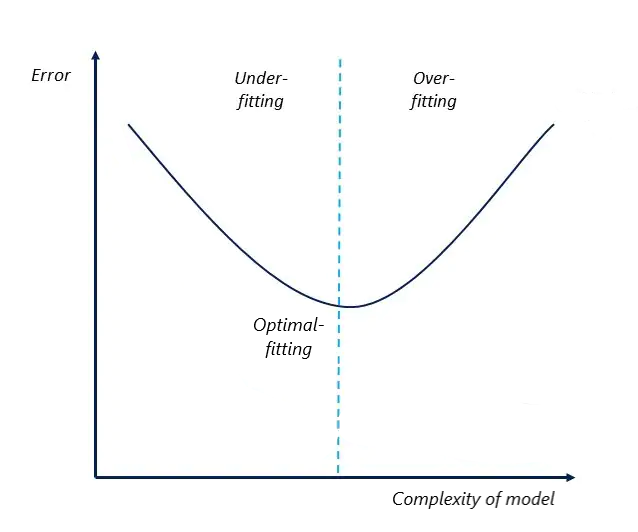 Error
Under-
fitting
Over-
fitting
Optimal-
fitting
Complexity of model